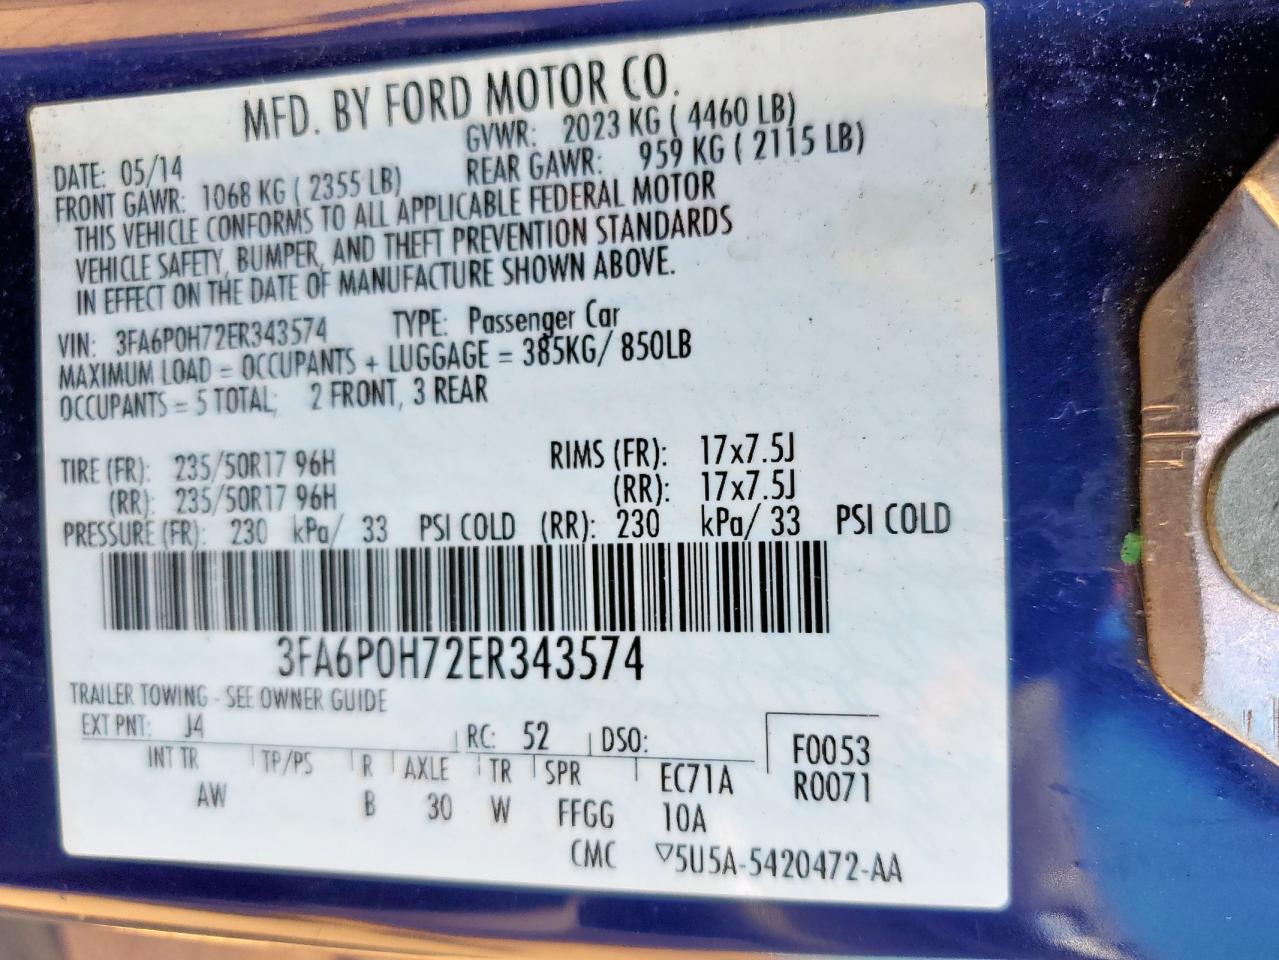 MFD. BY FORD MOTOR CO.
DATE: 05/14 GVWR: 2023 KG ( 4460 LB)
FRONT GAWR: 1068 KG ( 2355 LB) REAR GAWR: 959 KG ( 2115 LB)
THIS VEHICLE CONFORMS TO ALL APPLICABLE FEDERAL MOTOR
VEHICLE SAFETY, BUMPER, AND THEFT PREVENTION STANDARDS
IN EFFECT ON THE DATE OF MANUFACTURE SHOWN ABOVE.
VIN: 3FA6P0H72ER343574 TYPE: Passenger Car
MAXIMUM LOAD = OCCUPANTS + LUGGAGE = 385KG/ 850LB
OCCUPANTS = 5 TOTAL; 2 FRONT, 3 REAR
TIRE (FR): 235/50R17 96H RIMS (FR): 17x7.5J
(RR): 235/50R17 96H (RR): 17x7.5J
PRESSURE (FR): 230 kPa/ 33 PSI COLD (RR): 230 kPa/ 33 PSI COLD
3FA6P0H72ER343574
TRAILER TOWING - SEE OWNER GUIDE
EXT PNT: J4 RC: 52 DSO: F0053
INT TR TP/PS R AXLE TR SPR EC71A R0071
AW B 30 W FFGG 10A
CMC ▽5U5A-5420472-AA